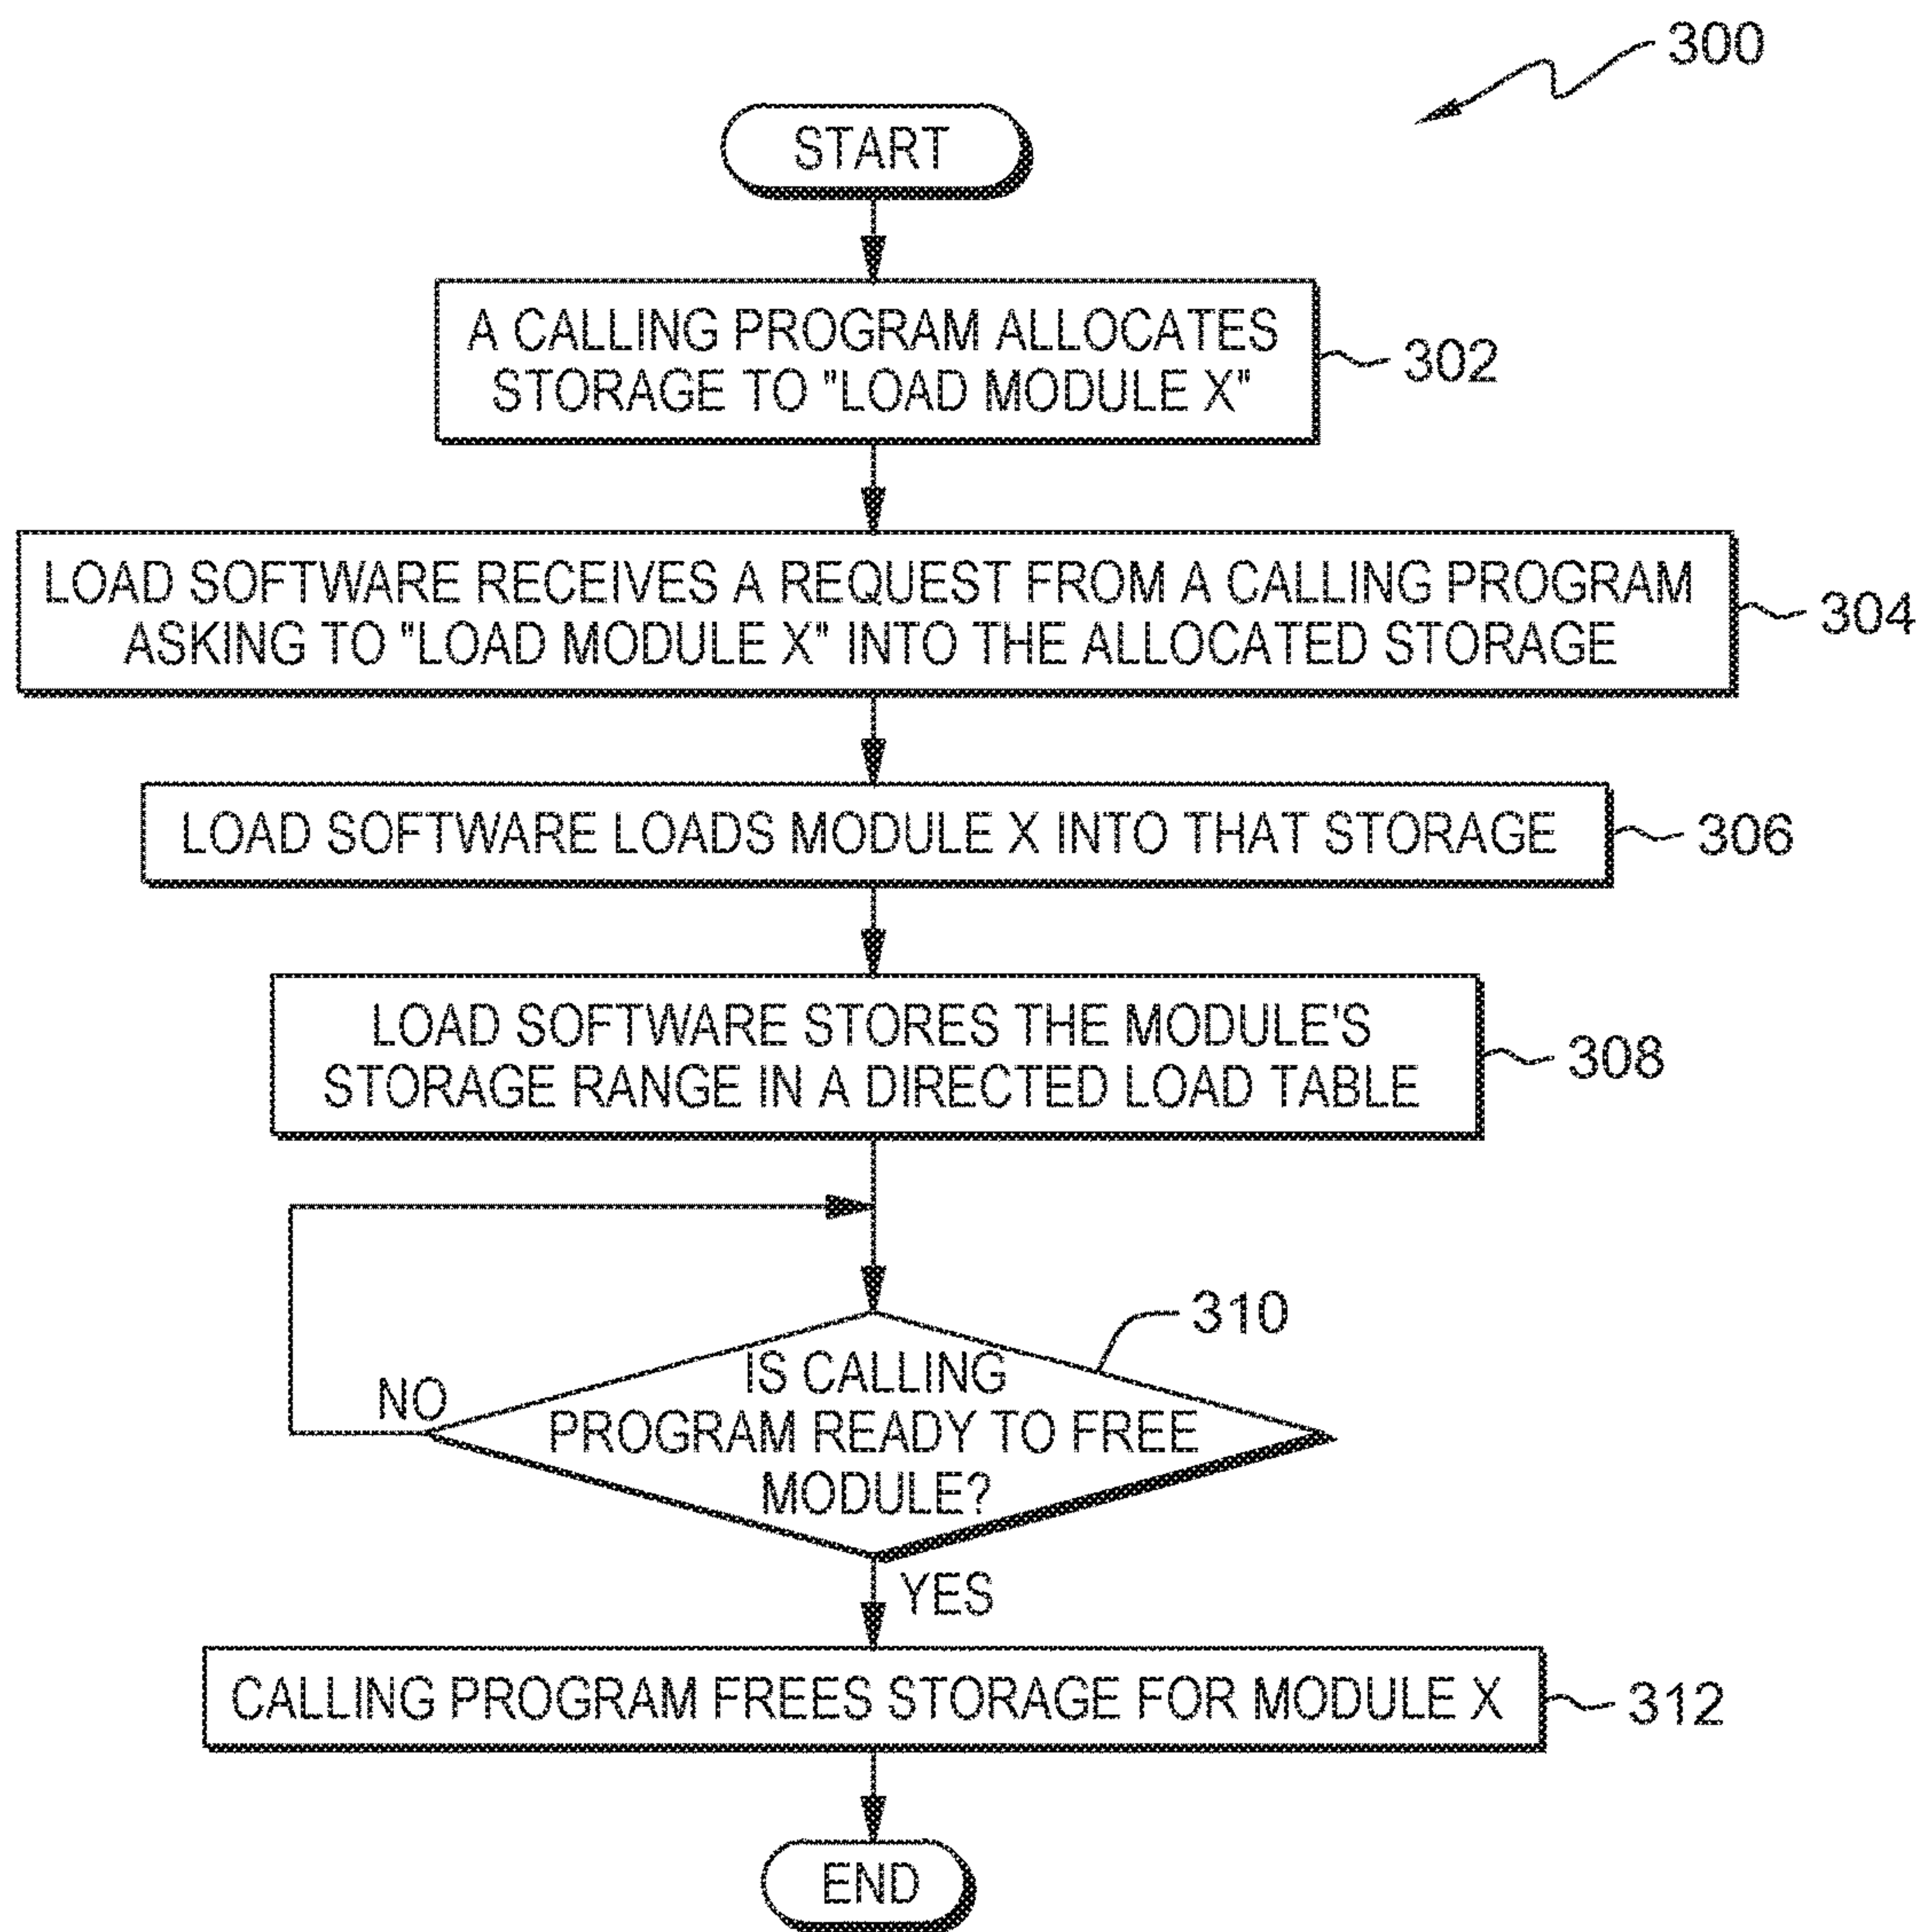 300
START
A CALLING PROGRAM ALLOCATES
STORAGE TO "LOAD MODULE X"
302
LOAD SOFTWARE RECEIVES A REQUEST FROM A CALLING PROGRAM
ASKING TO "LOAD MODULE X" INTO THE ALLOCATED STORAGE
304
LOAD SOFTWARE LOADS MODULE X INTO THAT STORAGE
306
LOAD SOFTWARE STORES THE MODULE'S
STORAGE RANGE IN A DIRECTED LOAD TABLE
308
310
IS CALLING
PROGRAM READY TO FREE
MODULE?
NO
YES
CALLING PROGRAM FREES STORAGE FOR MODULE X
312
END